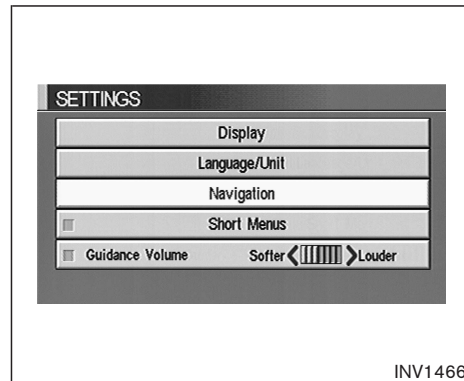 SETTINGS
Display
Language/Unit
Navigation
Short Menus
Guidance Volume Softer Louder
INV1466